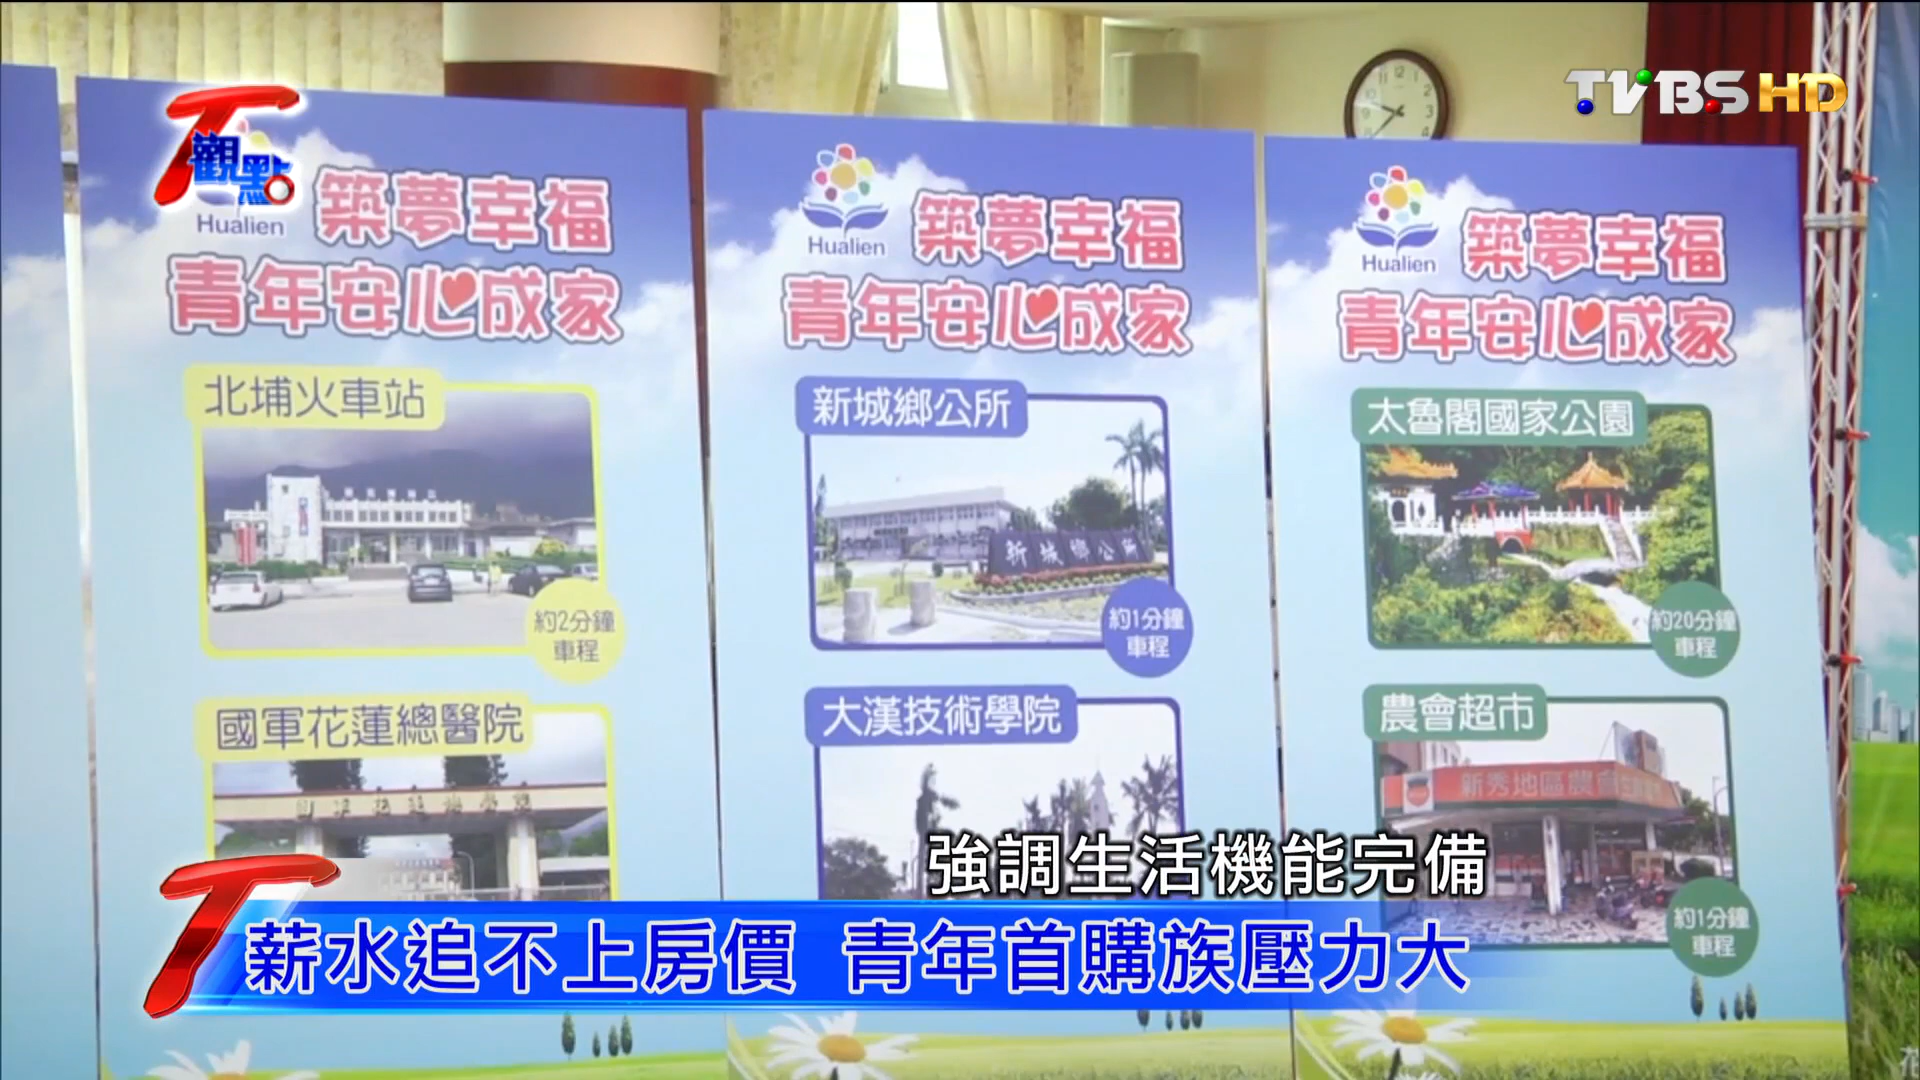 TVBS HD
T觀點
Hualien
築夢幸福
青年安心成家
北埔火車站
約2分鐘
車程
國軍花蓮總醫院
Hualien
築夢幸福
青年安心成家
新城鄉公所
新城鄉公所
約1分鐘
車程
大漢技術學院
Hualien
築夢幸福
青年安心成家
太魯閣國家公園
約20分鐘
車程
農會超市
新秀地區農會
約1分鐘
車程
強調生活機能完備
薪水追不上房價 青年首購族壓力大